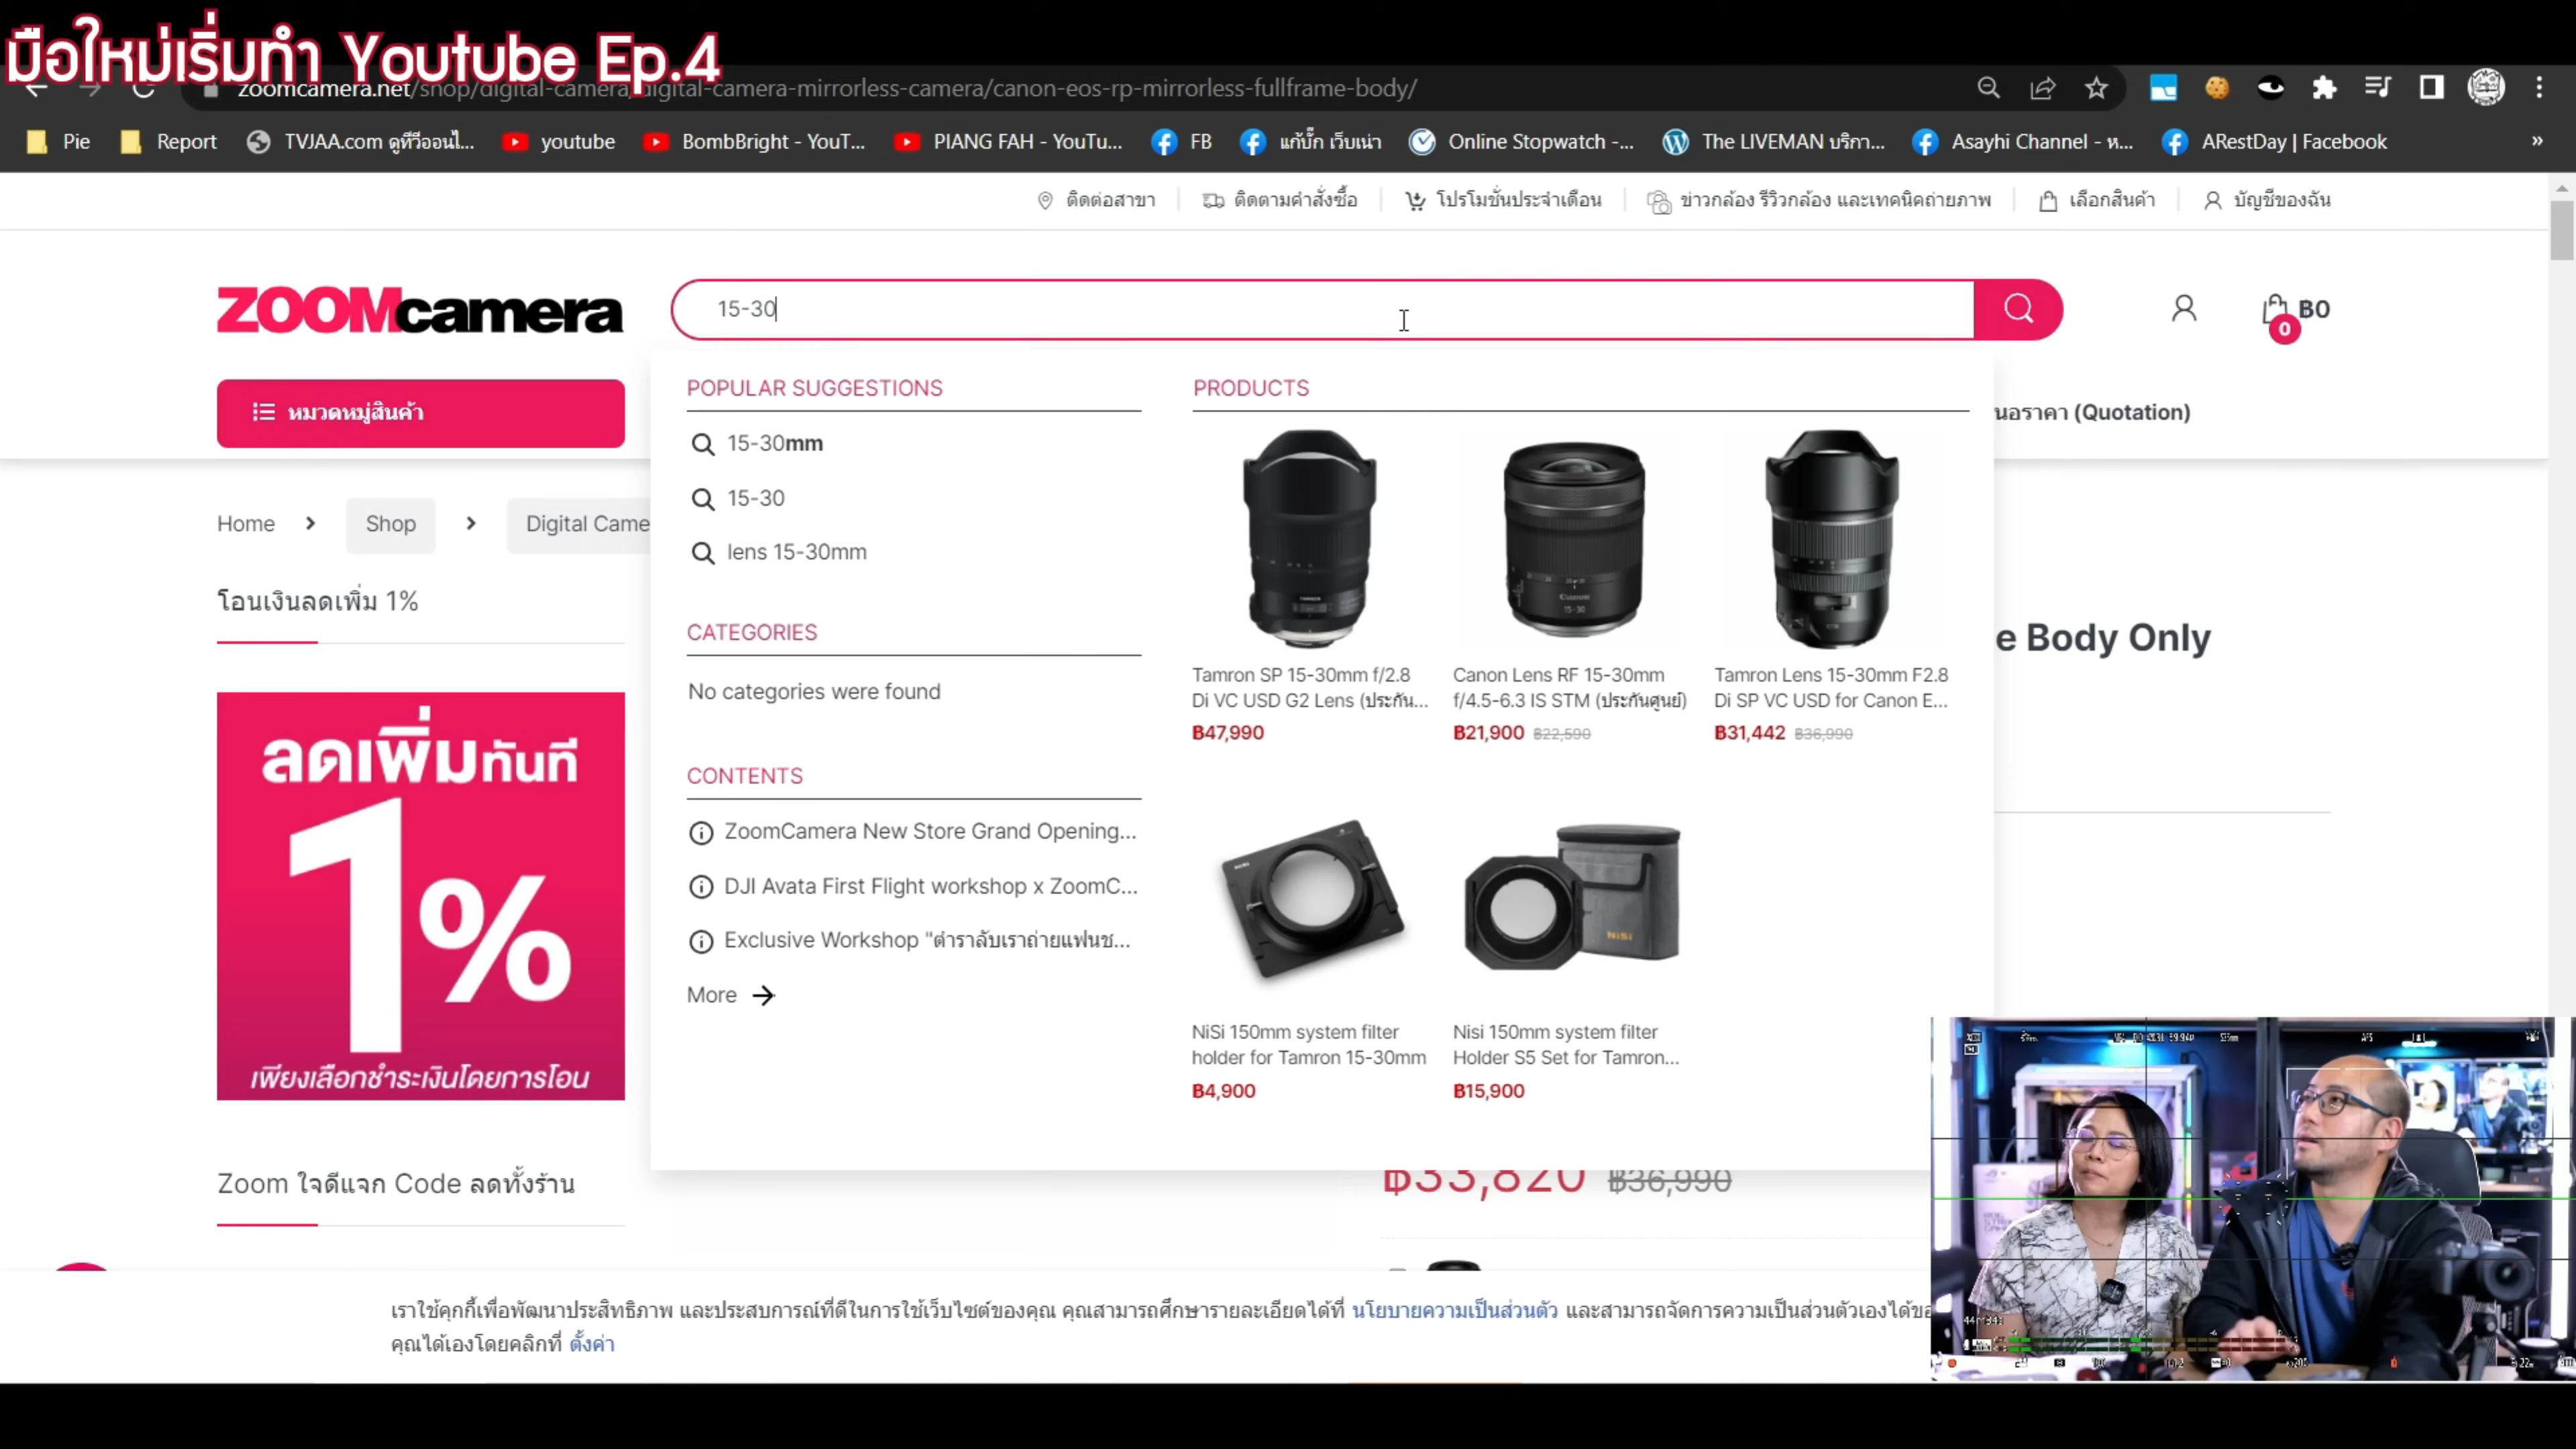 มือใหม่เริ่มทำ Youtube Ep.4
zoomcamera.net/shop/digital-camera/digital-camera-mirrorless-camera/canon-eos-rp-mirrorless-fullframe-body/
Pie
Report
TVJAA.com ดูทีวีออนไ...
youtube
BombBright - YouT...
PIANG FAH - YouTu...
FB
แก้บั๊ก เว็บเน่า
Online Stopwatch -...
The LIVEMAN บริกา...
Asayhi Channel - ห...
ARestDay | Facebook
»
ติดต่อสาขา
ติดตามคำสั่งซื้อ
โปรโมชั่นประจำเดือน
ข่าวกล้อง รีวิวกล้อง และเทคนิคถ่ายภาพ
เลือกสินค้า
บัญชีของฉัน
ZOOMcamera
15-30
฿0
0
หมวดหมู่สินค้า
นอราคา (Quotation)
Home
Shop
Digital Came
e Body Only
POPULAR SUGGESTIONS
15-30mm
15-30
lens 15-30mm
CATEGORIES
No categories were found
CONTENTS
ZoomCamera New Store Grand Opening...
DJI Avata First Flight workshop x ZoomC...
Exclusive Workshop "ตำราลับเราถ่ายแฟนช...
More
PRODUCTS
Tamron SP 15-30mm f/2.8
Di VC USD G2 Lens (ประกัน...
฿47,990
Canon Lens RF 15-30mm
f/4.5-6.3 IS STM (ประกันศูนย์)
฿21,900 ฿22,590
Tamron Lens 15-30mm F2.8
Di SP VC USD for Canon E...
฿31,442 ฿36,990
NiSi 150mm system filter
holder for Tamron 15-30mm
฿4,900
Nisi 150mm system filter
Holder S5 Set for Tamron...
฿15,900
โอนเงินลดเพิ่ม 1%
ลดเพิ่มทันที
1%
เพียงเลือกชำระเงินโดยการโอน
Zoom ใจดีแจก Code ลดทั้งร้าน
฿33,820 ฿36,990
เราใช้คุกกี้เพื่อพัฒนาประสิทธิภาพ และประสบการณ์ที่ดีในการใช้เว็บไซต์ของคุณ คุณสามารถศึกษารายละเอียดได้ที่ นโยบายความเป็นส่วนตัว และสามารถจัดการความเป็นส่วนตัวเองได้ขอ
คุณได้เองโดยคลิกที่ ตั้งค่า